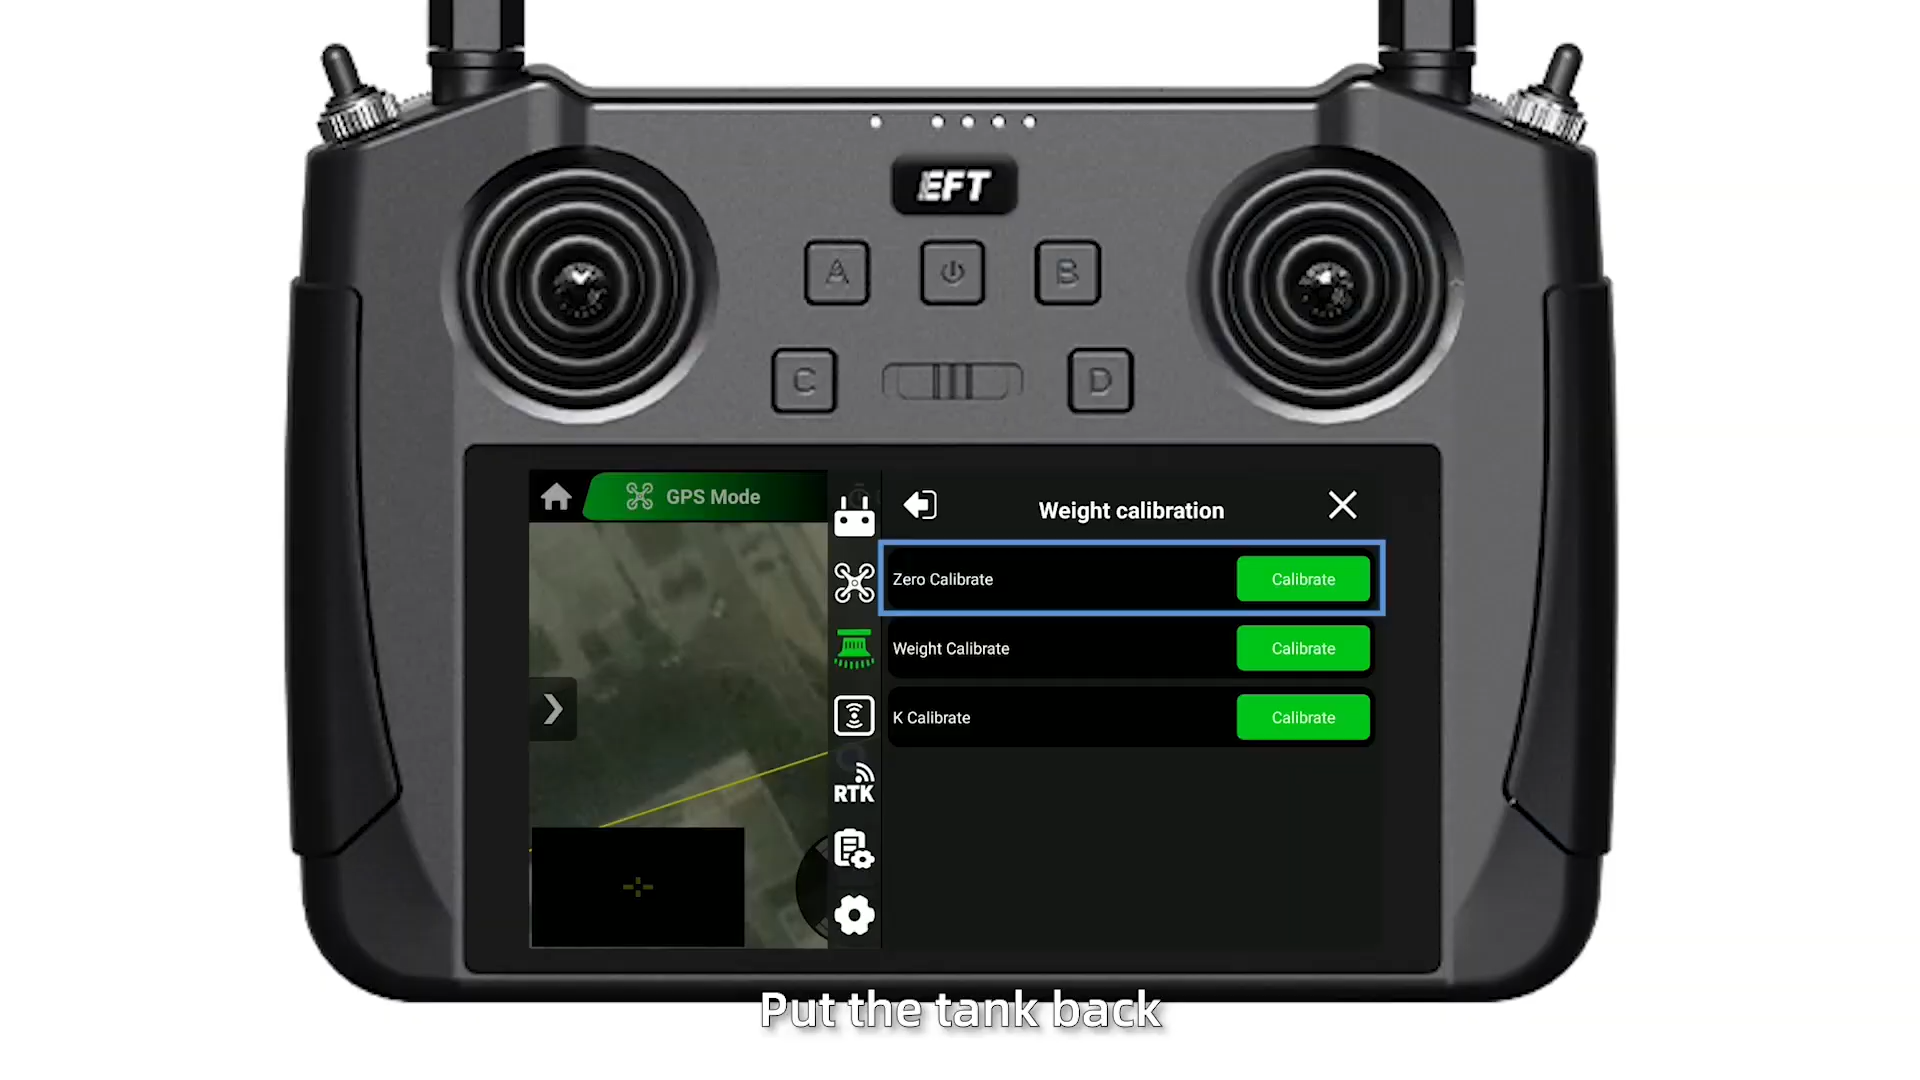 EFT
A
B
C
D
GPS Mode
Weight calibration
Zero Calibrate
Calibrate
Weight Calibrate
Calibrate
K Calibrate
Calibrate
RTK
Put the tank back